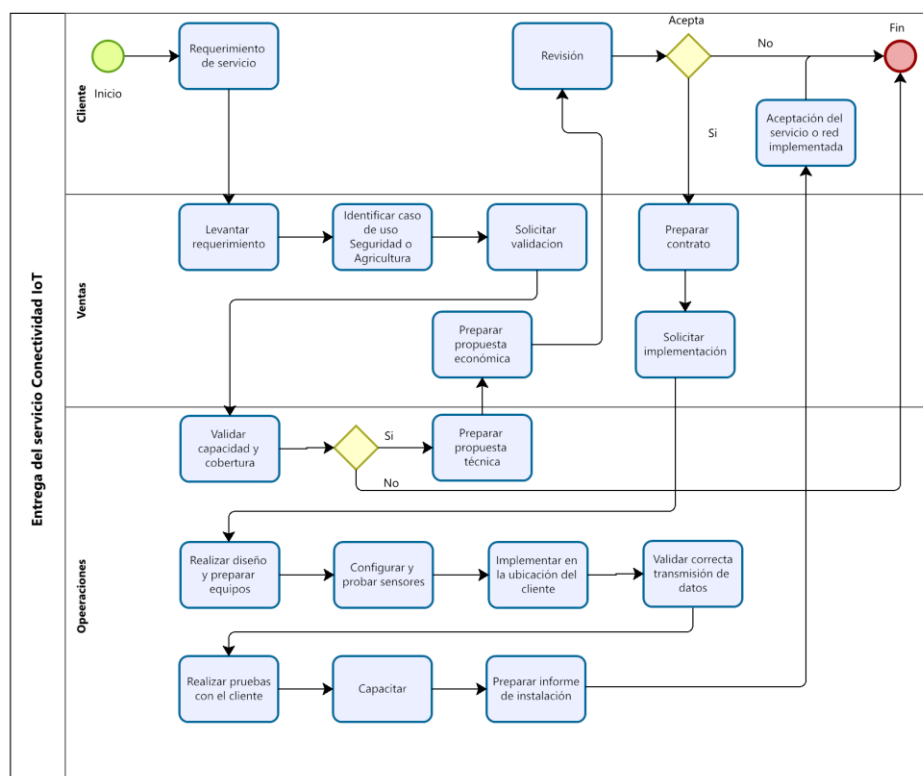 Entrega del servicio Conectividad IoT
Cliente
Inicio
Requerimiento
de servicio
Revisión
Acepta
No
Si
Fin
Aceptación del
servicio o red
implementada
Ventas
Levantar
requerimiento
Identificar caso
de uso
Seguridad o
Agricultura
Solicitar
validacion
Preparar
contrato
Preparar
propuesta
económica
Solicitar
implementación
Opeeraciones
Validar
capacidad y
cobertura
Si
No
Preparar
propuesta
técnica
Realizar diseño
y preparar
equipos
Configurar y
probar sensores
Implementar en
la ubicación del
cliente
Validar correcta
transmisión de
datos
Realizar pruebas
con el cliente
Capacitar
Preparar informe
de instalación